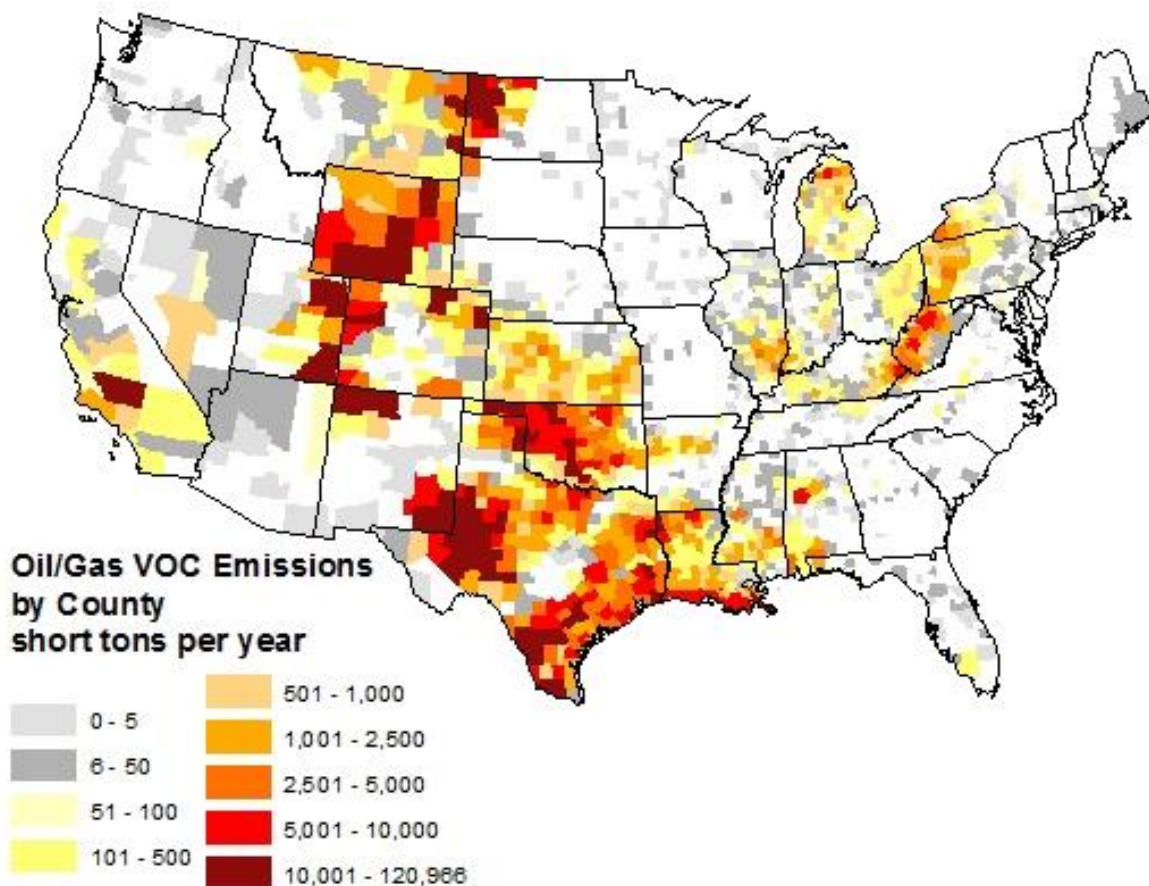 Oil/Gas VOC Emissions
by County
short tons per year
0 - 5
6 - 50
51 - 100
101 - 500
501 - 1,000
1,001 - 2,500
2,501 - 5,000
5,001 - 10,000
10,001 - 120,966